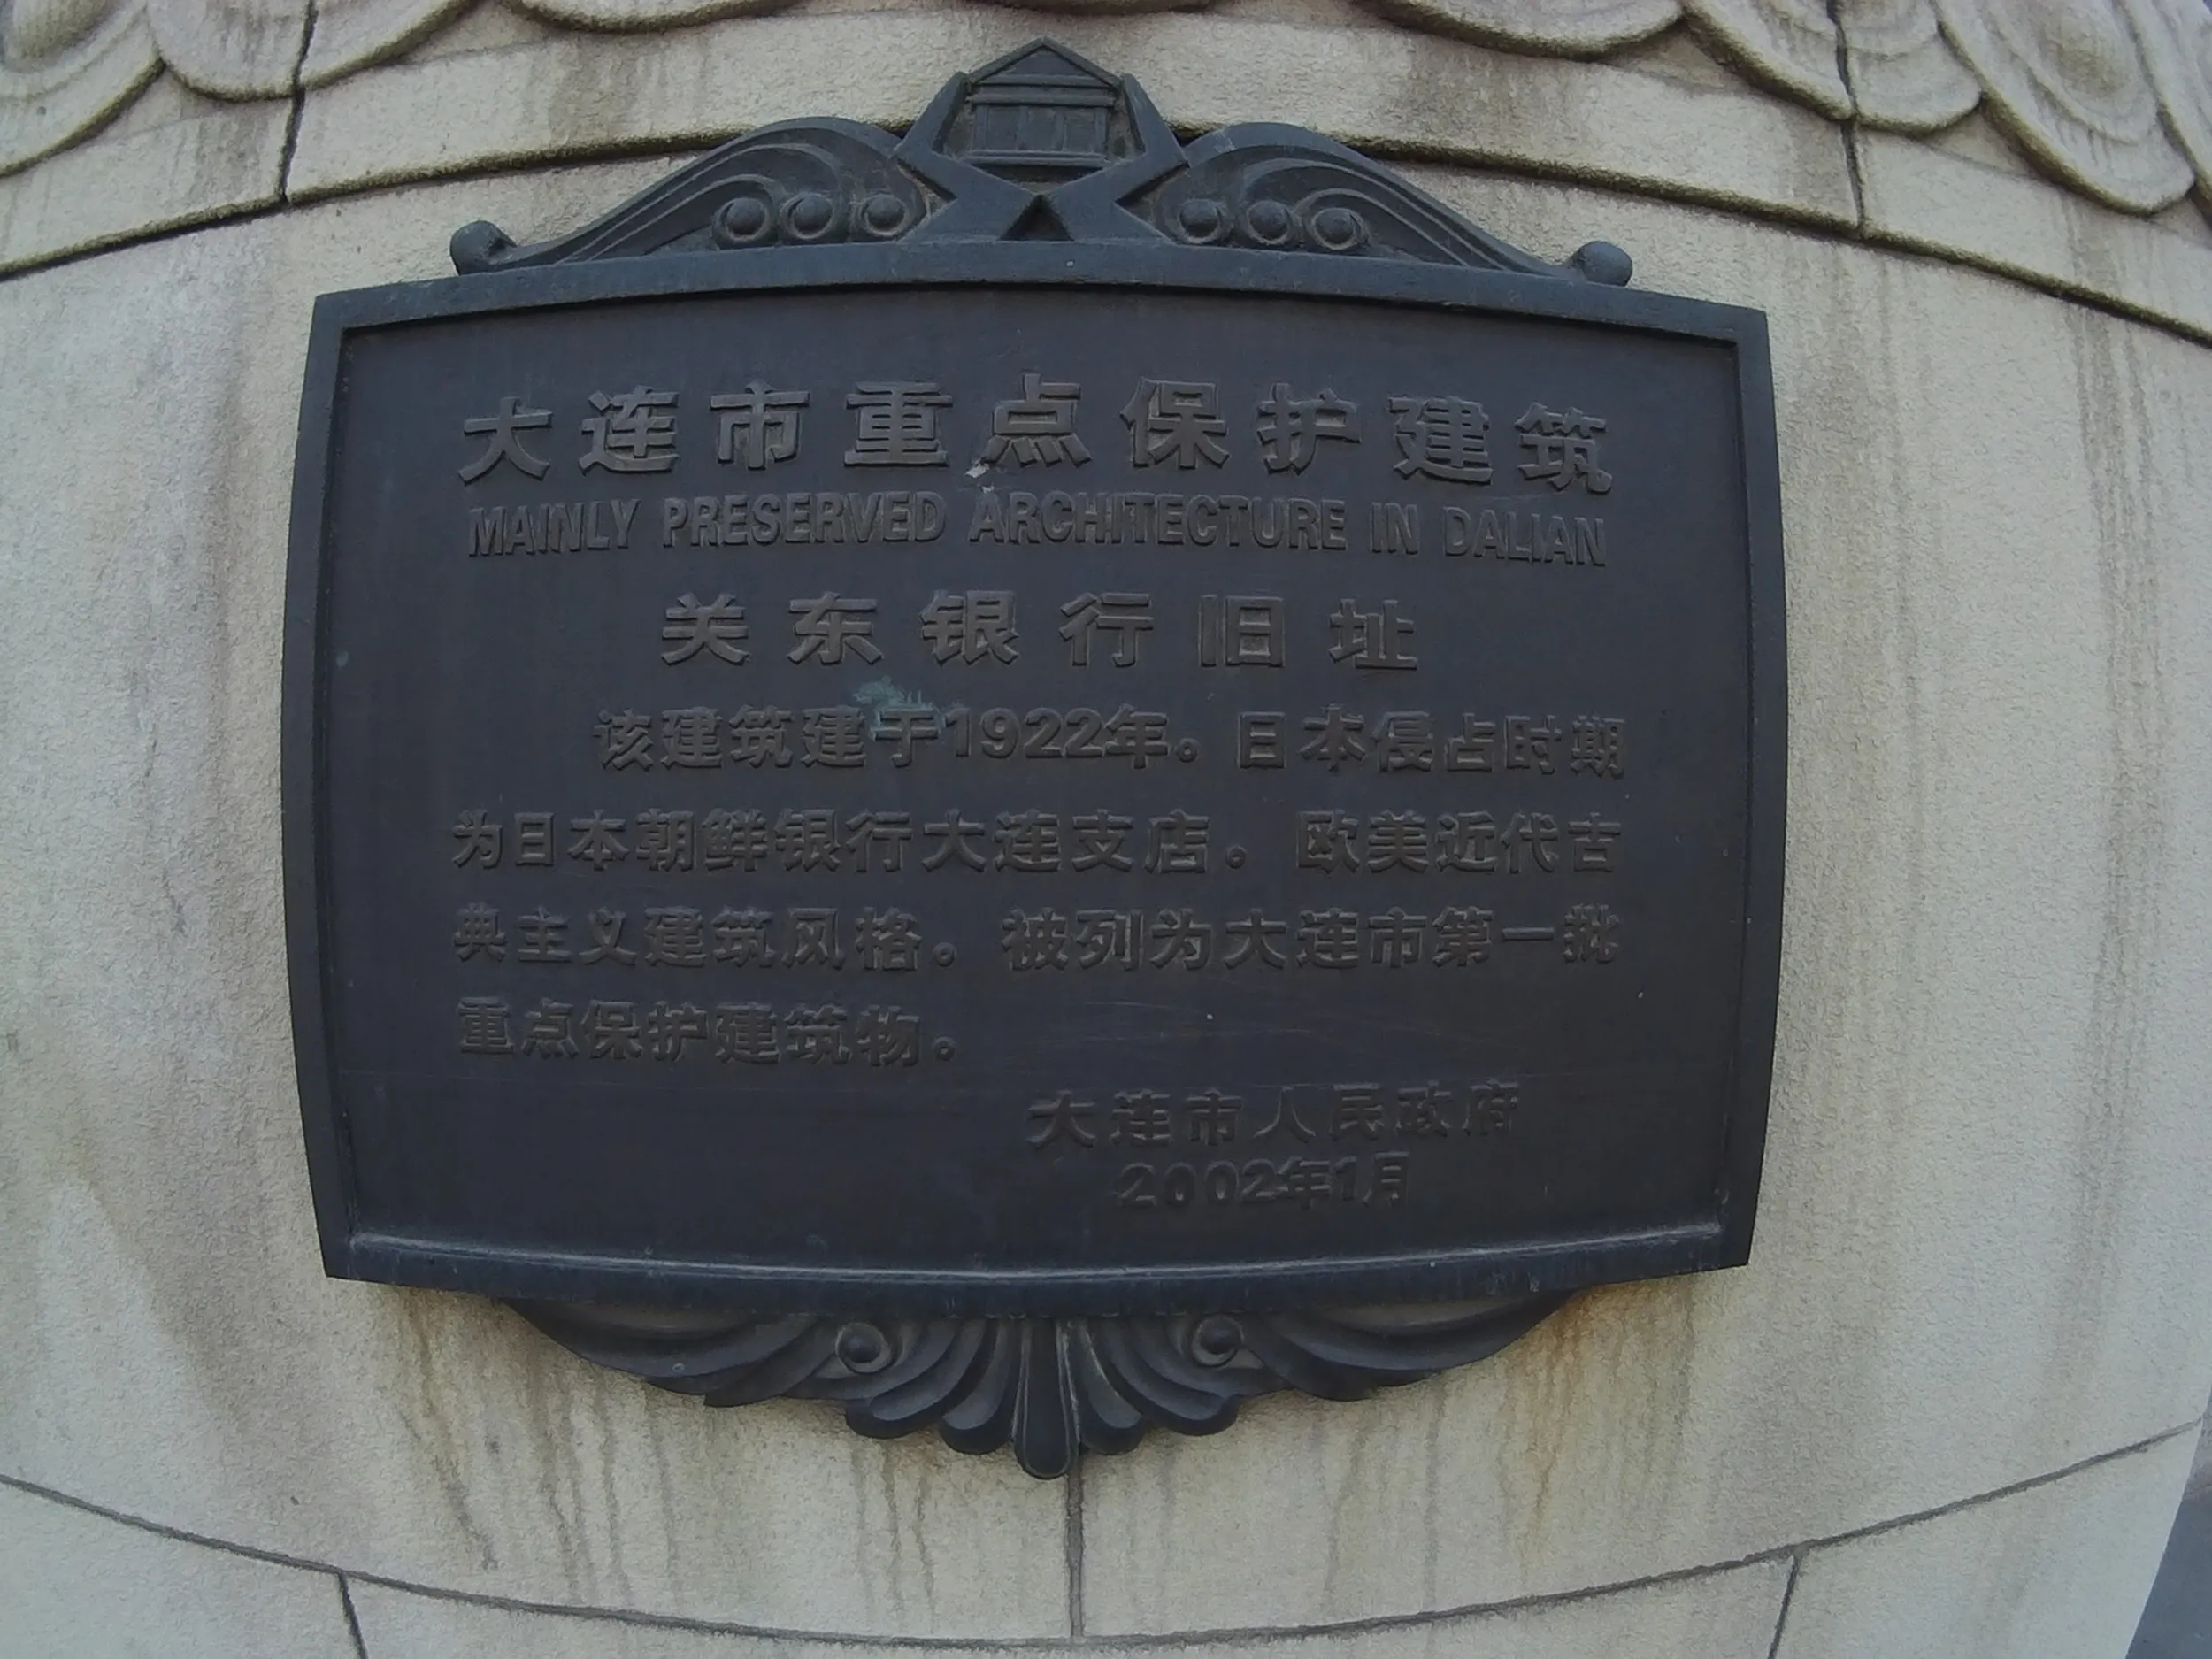 大连市重点保护建筑
MAINLY PRESERVED ARCHITECTURE IN DALIAN
关东银行旧址
该建筑建于1922年。日本侵占时期
为日本朝鲜银行大连支店。欧美近代古
典主义建筑风格。被列为大连市第一批
重点保护建筑物。
大连市人民政府
2002年1月